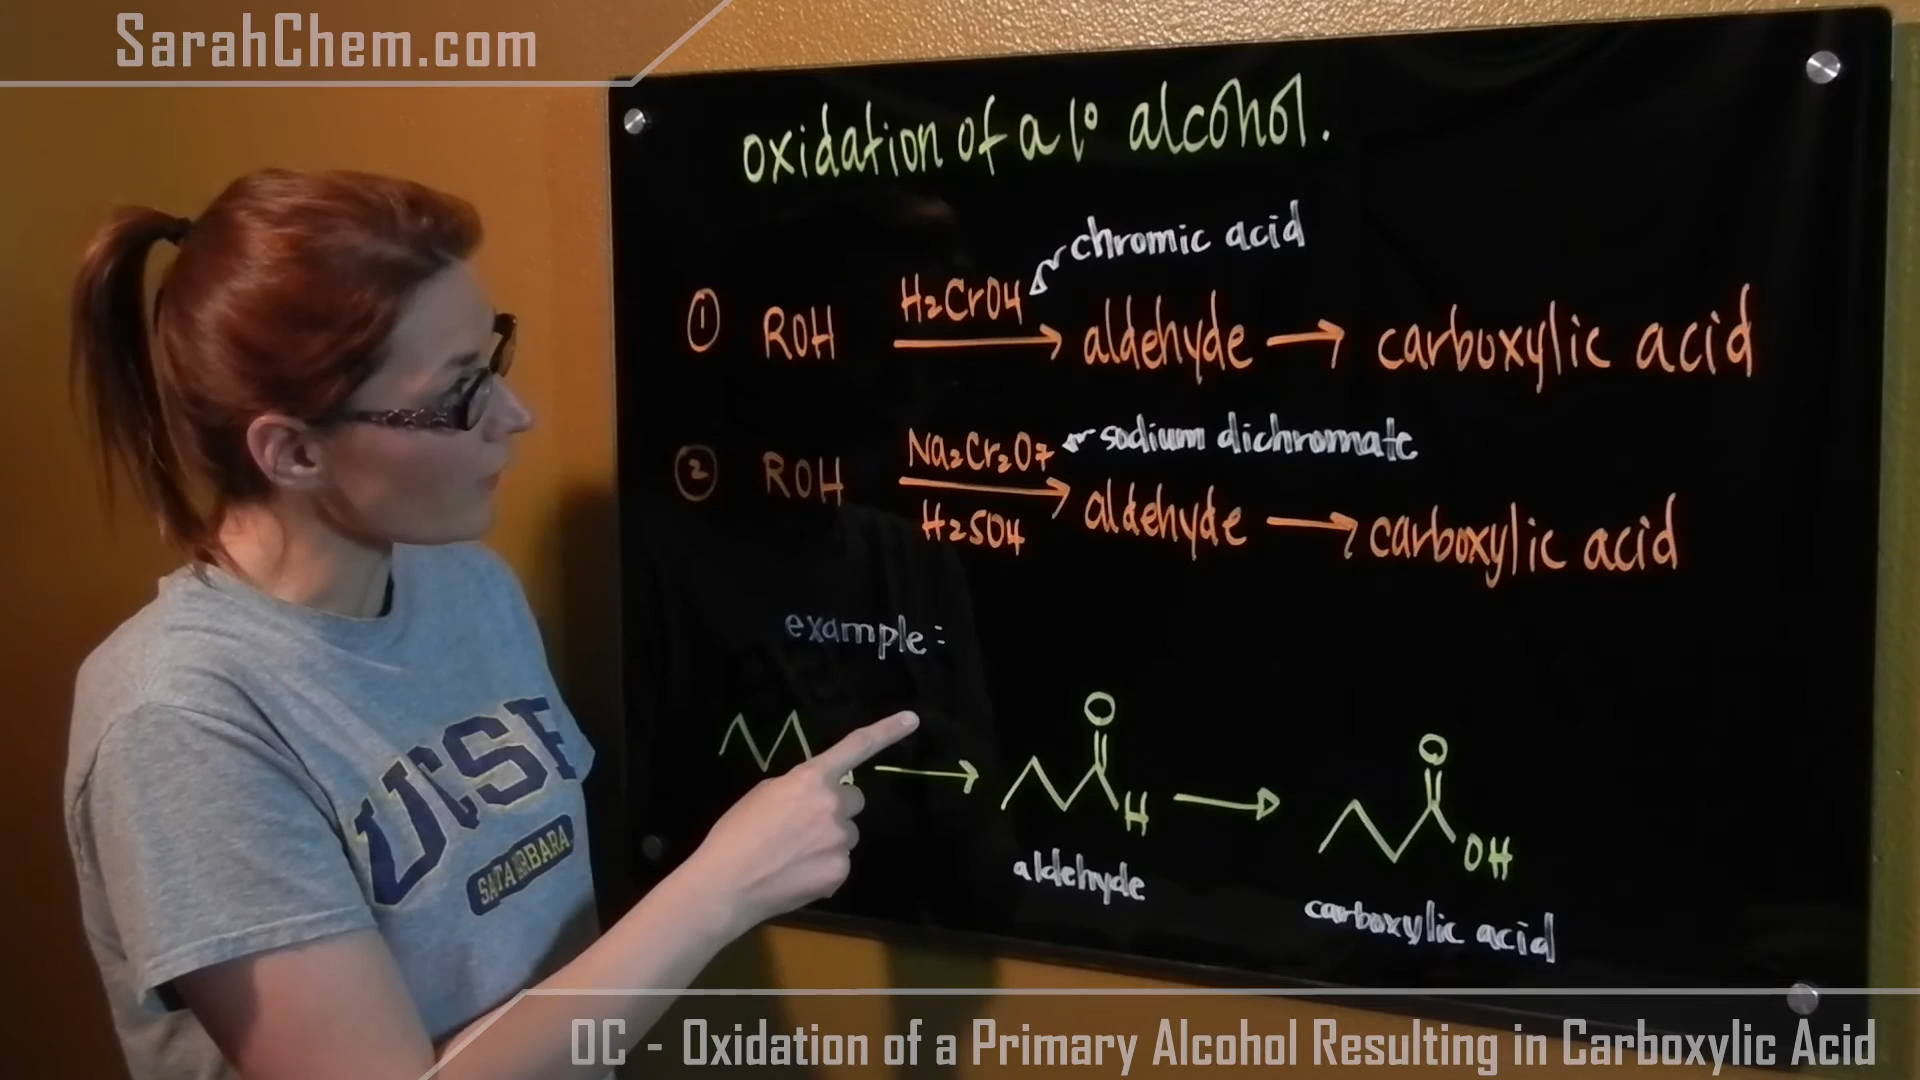 SarahChem.com
oxidation of a 1° alcohol.
chromic acid
① ROH H2CrO4 aldehyde → carboxylic acid
sodium dichromate
② ROH Na2Cr2O7 aldehyde → carboxylic acid
H2SO4
example:
O
H
O
OH
aldehyde
carboxylic acid
UCSB
SANTA BARBARA
OC - Oxidation of a Primary Alcohol Resulting in Carboxylic Acid